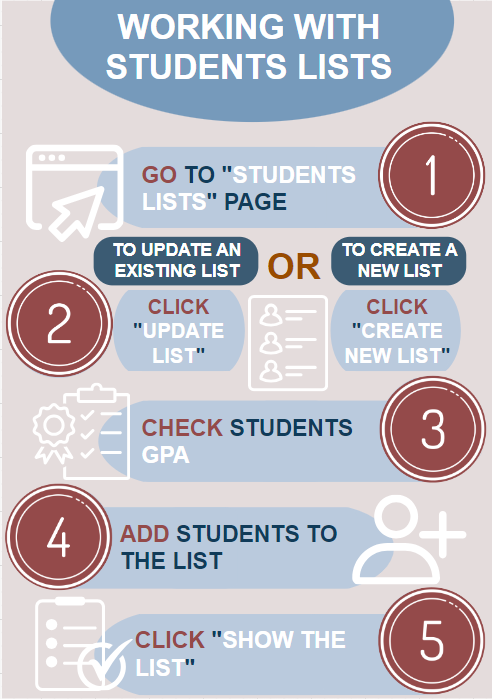 WORKING WITH
STUDENTS LISTS
1
GO TO "STUDENTS
LISTS" PAGE
TO UPDATE AN
EXISTING LIST
OR
TO CREATE A
NEW LIST
2
CLICK
"UPDATE
LIST"
CLICK
"CREATE
NEW LIST"
CHECK STUDENTS
GPA
3
4
ADD STUDENTS TO
THE LIST
CLICK "SHOW THE
LIST"
5